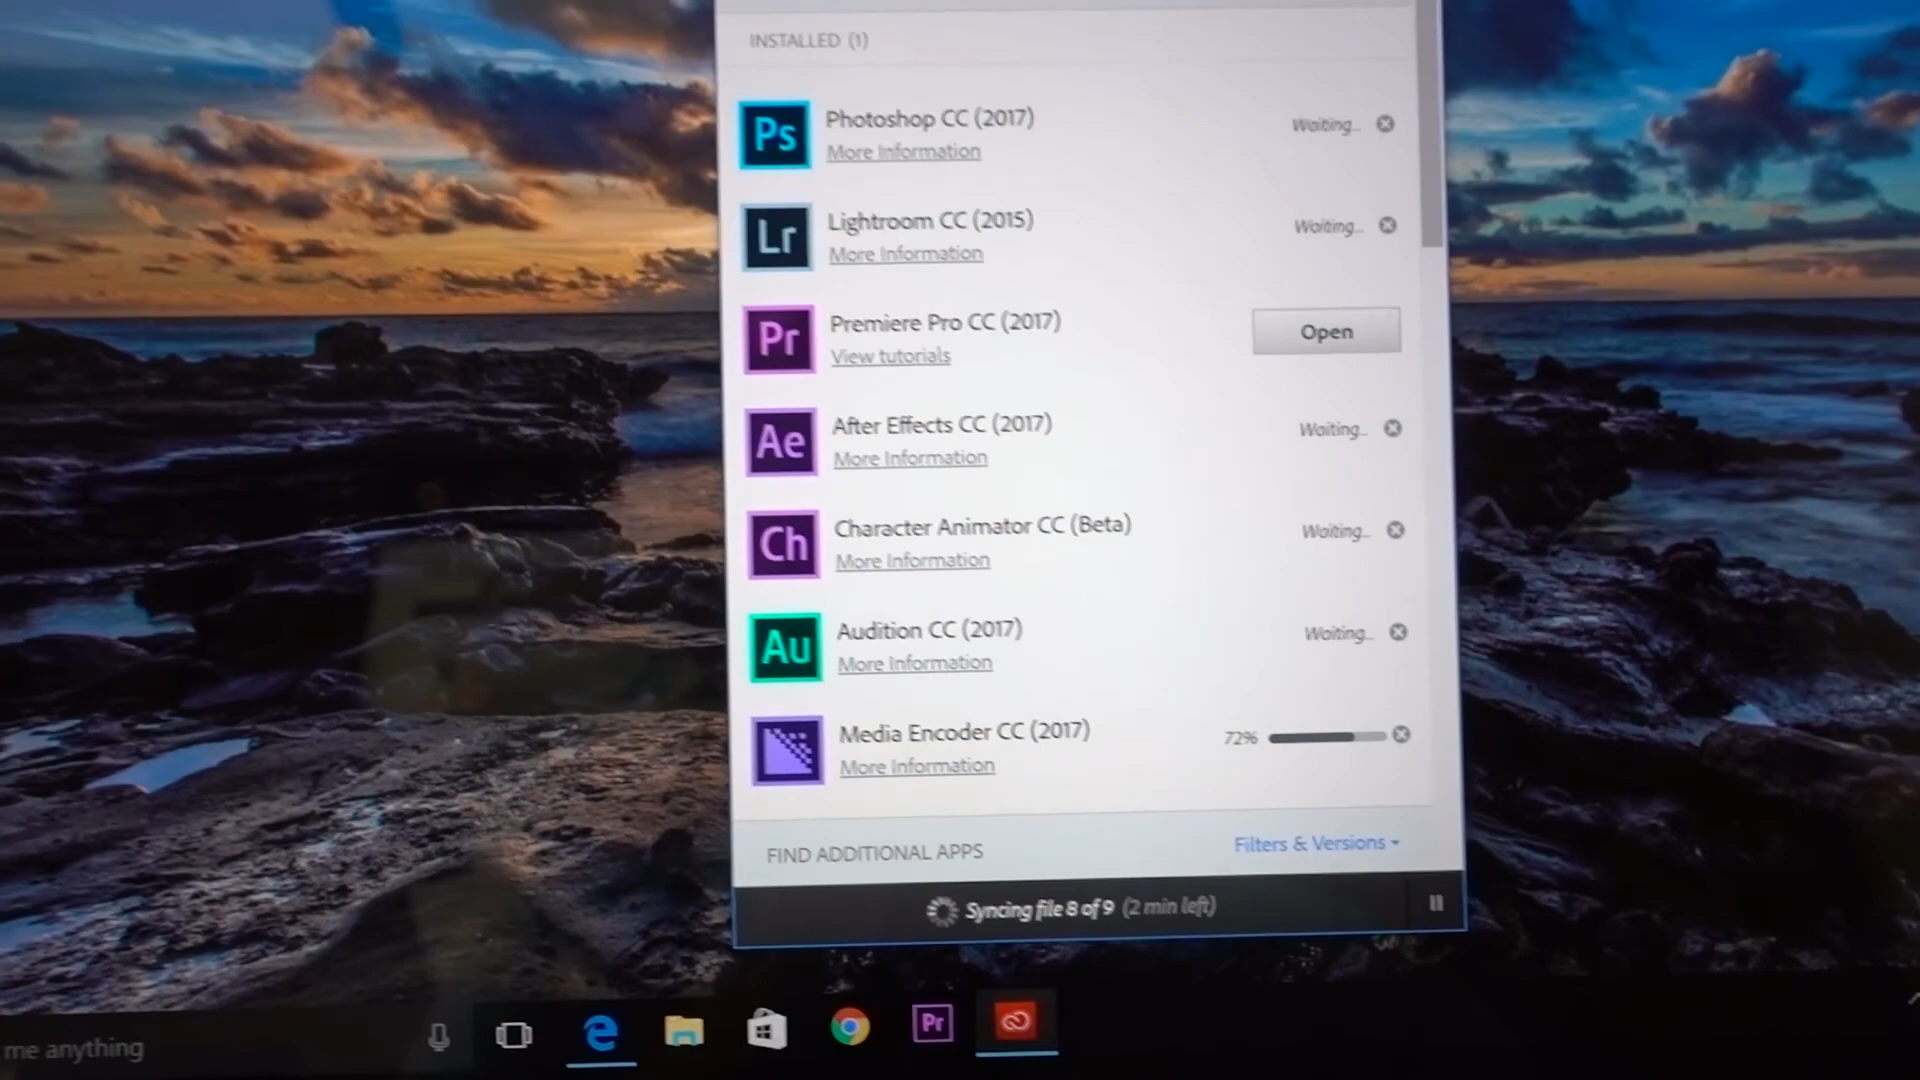 INSTALLED (1)
Ps
Photoshop CC (2017)
Waiting...
More Information
Lr
Lightroom CC (2015)
Waiting...
More Information
Pr
Premiere Pro CC (2017)
Open
View tutorials
Ae
After Effects CC (2017)
Waiting...
More Information
Ch
Character Animator CC (Beta)
Waiting...
More Information
Au
Audition CC (2017)
Waiting...
More Information
Media Encoder CC (2017)
72%
More Information
FIND ADDITIONAL APPS
Filters & Versions
Syncing file 8 of 9 (2 min left)
me anything
Pr